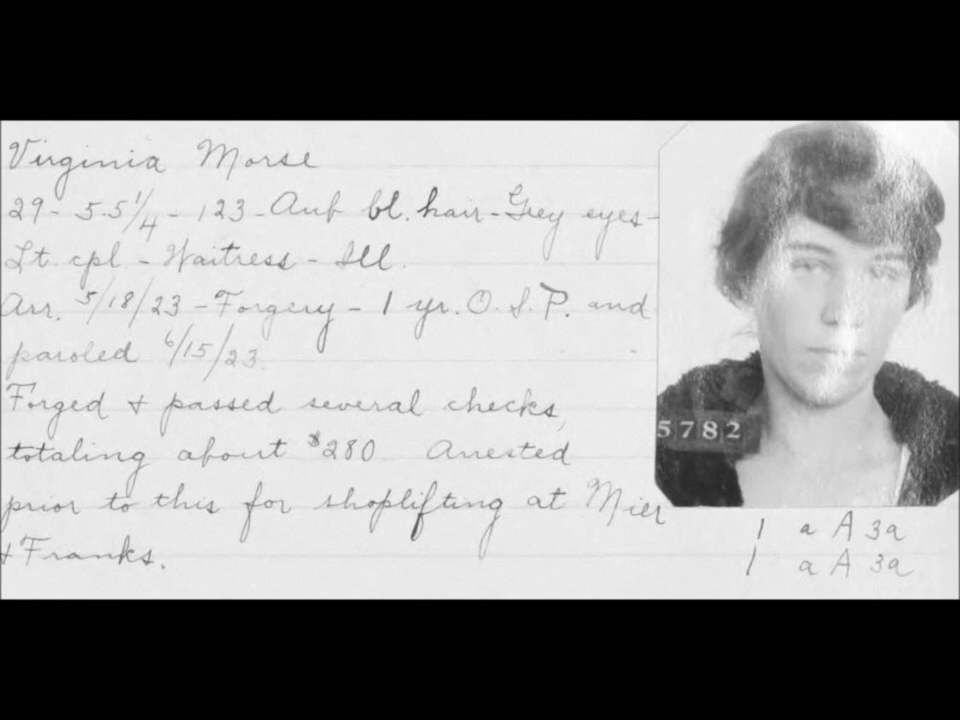 Virginia Morse
29 - 5.5 1/4 - 123 - Aub bl. hair - Grey eyes -
Lt. cpl - Waitress - Ill.
Arr. 5/18/23 - Forgery - 1 yr. O.S.P. and
paroled 6/15/23.
Forged + passed several checks,
totaling about $280. Arrested
prior to this for shoplifting at Mier
+ Franks.
5782
1 a A 3a
1 a A 3a